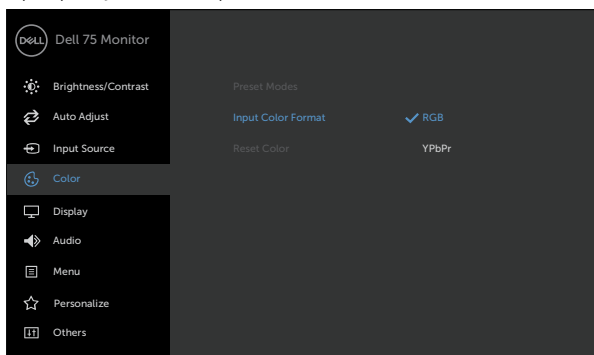 DELL Dell 75 Monitor
Brightness/Contrast Preset Modes
Auto Adjust Input Color Format RGB
Input Source Reset Color YPbPr
Color
Display
Audio
Menu
Personalize
Others